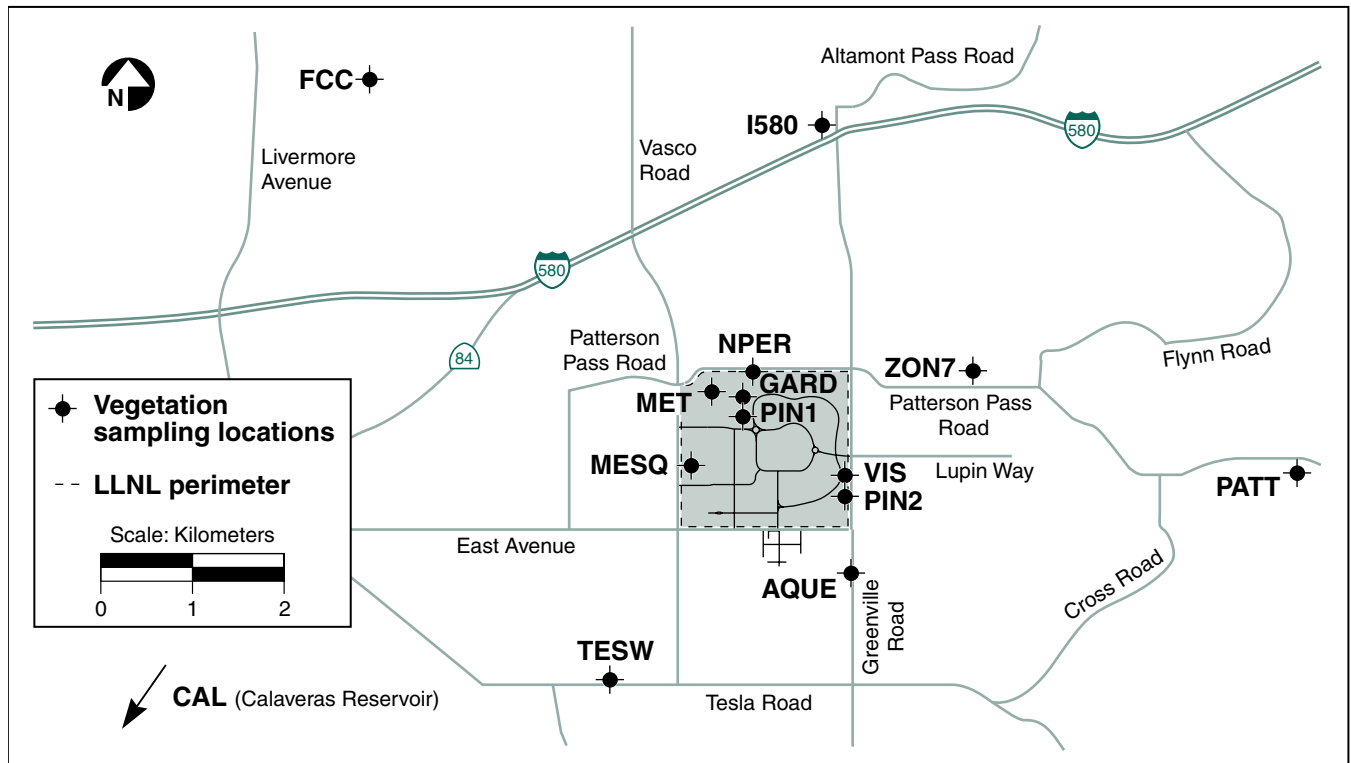 Altamont Pass Road
FCC
N
I580
580
Livermore
Avenue
Vasco
Road
580
84
Patterson
Pass Road
NPER
ZON7
Flynn Road
GARD
MET
PIN1
Patterson Pass
Road
Vegetation
sampling locations
MESQ
VIS
Lupin Way
PATT
LLNL perimeter
PIN2
Scale: Kilometers
0 1 2
East Avenue
AQUE
Greenville
Road
Cross Road
TESW
CAL (Calaveras Reservoir)
Tesla Road